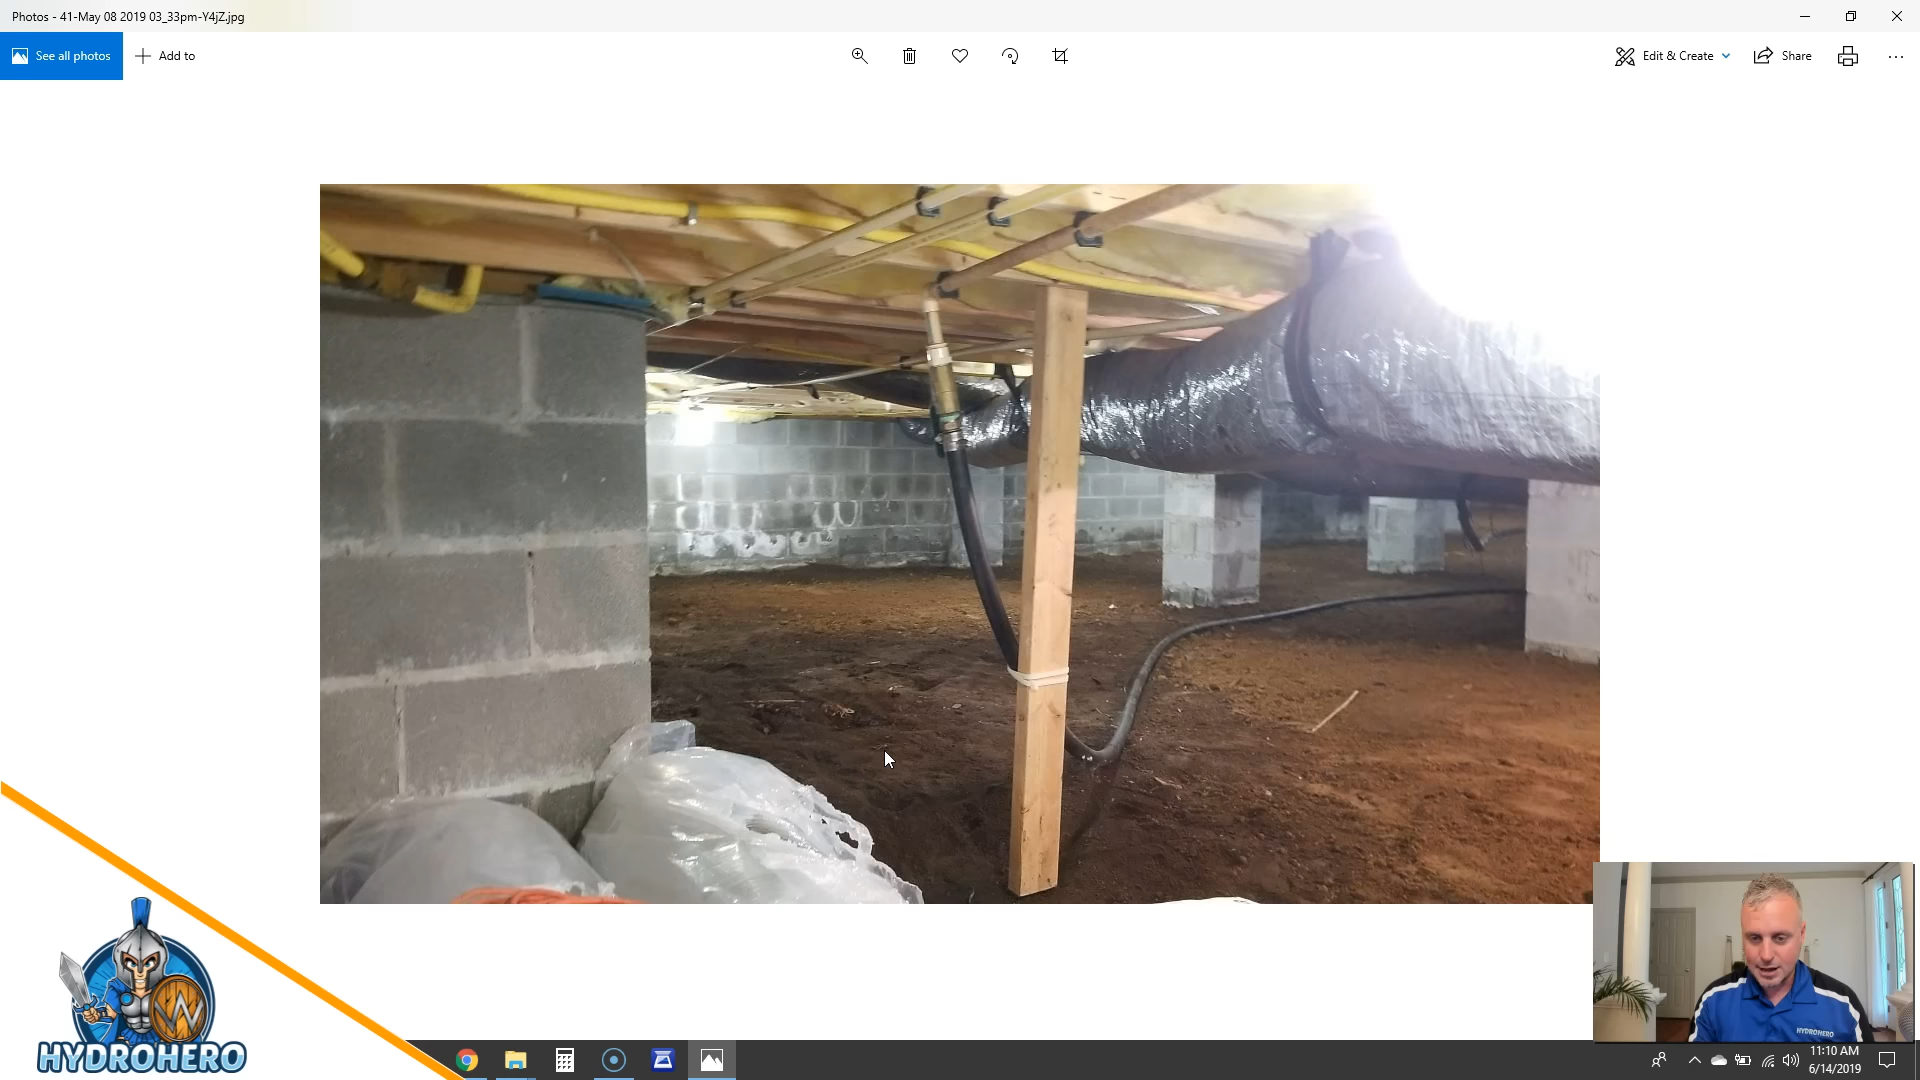 Photos - 41-May 08 2019 03_33pm-Y4jZ.jpg
See all photos
Add to
Edit & Create
Share
HYDROHERO
HYDROHERO
11:10 AM
6/14/2019